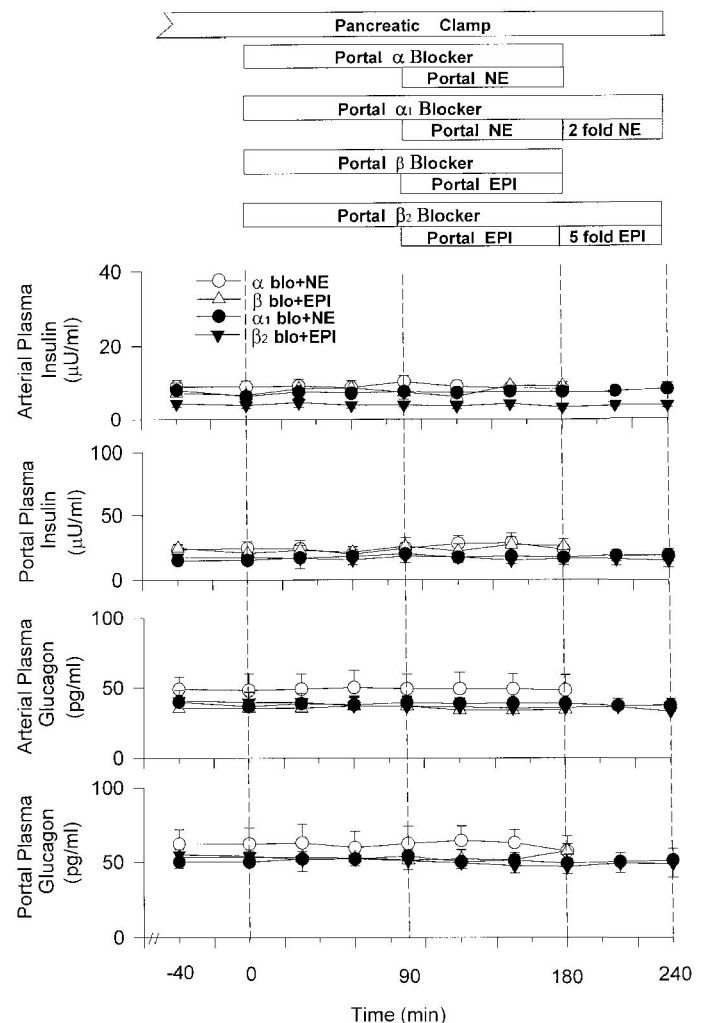 Pancreatic Clamp
Portal α Blocker
Portal NE
Portal α1 Blocker
Portal NE
2 fold NE
Portal β Blocker
Portal EPI
Portal β2 Blocker
Portal EPI
5 fold EPI
α blo+NE
β blo+EPI
α1 blo+NE
β2 blo+EPI
Arterial Plasma
Insulin
(μU/ml)
40
20
0
Portal Plasma
Insulin
(μU/ml)
100
50
0
Arterial Plasma
Glucagon
(pg/ml)
100
50
0
Portal Plasma
Glucagon
(pg/ml)
100
50
0
-40 0 90 180 240
Time (min)